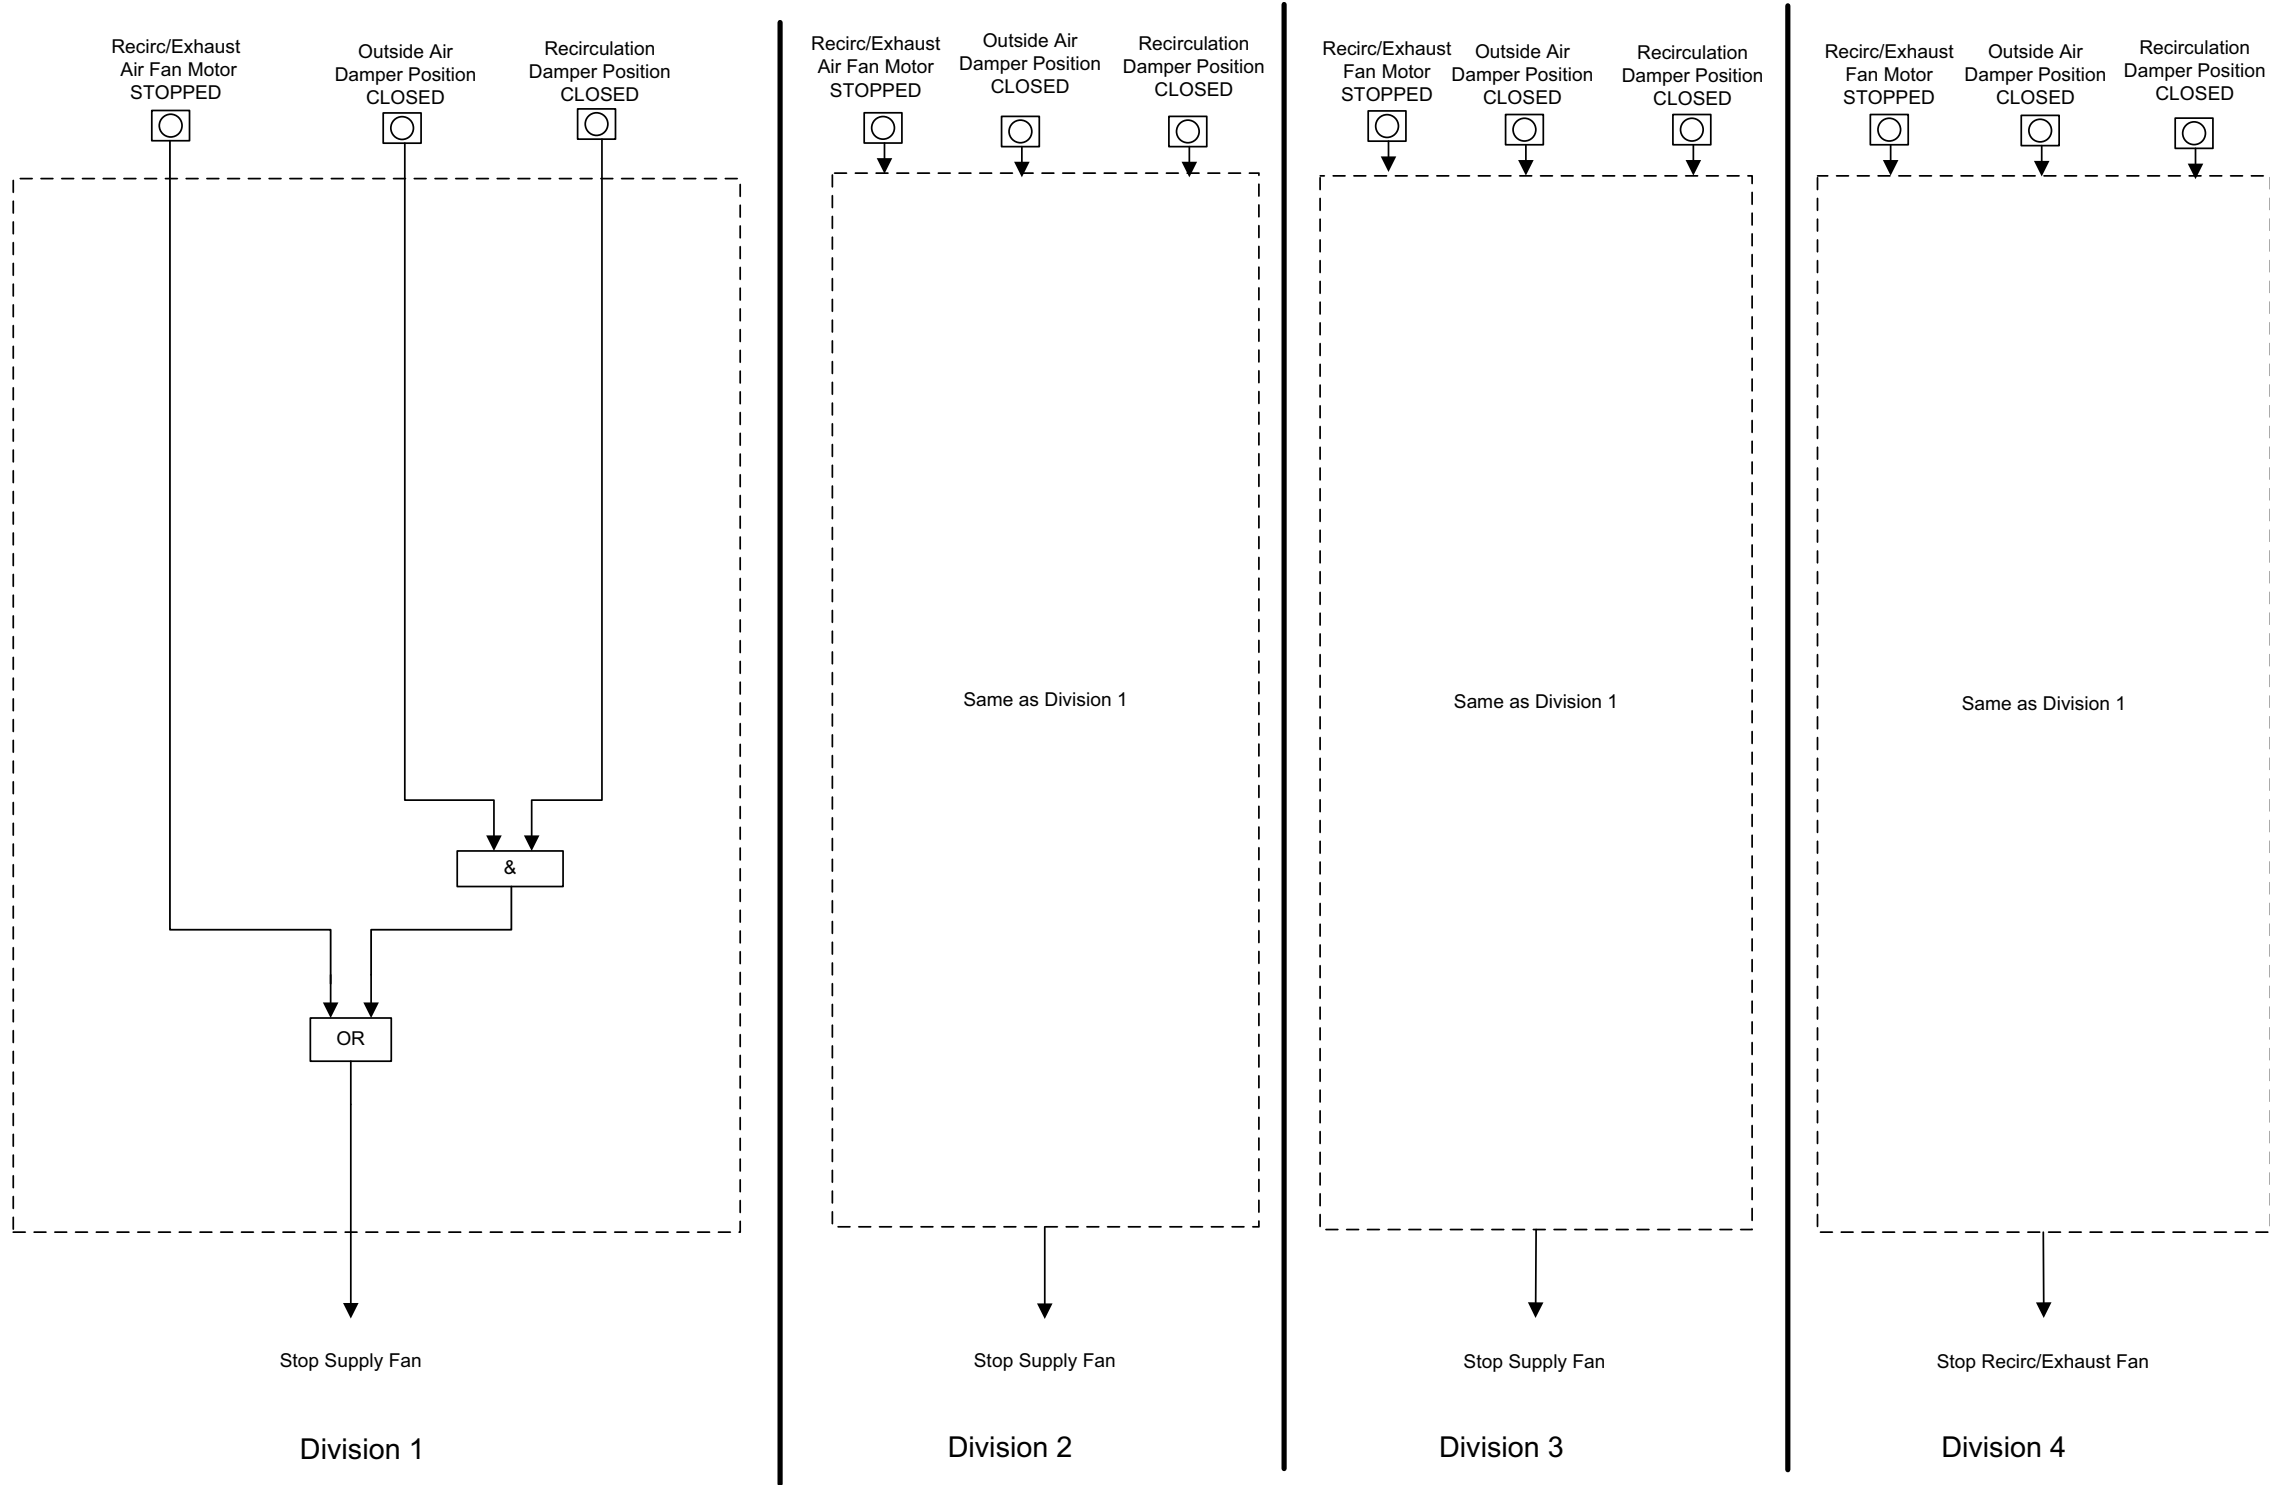 Recirc/Exhaust
Air Fan Motor
STOPPED
Outside Air
Damper Position
CLOSED
Recirculation
Damper Position
CLOSED
&
OR
Stop Supply Fan
Division 1
Recirc/Exhaust
Air Fan Motor
STOPPED
Outside Air
Damper Position
CLOSED
Recirculation
Damper Position
CLOSED
Same as Division 1
Stop Supply Fan
Division 2
Recirc/Exhaust
Fan Motor
STOPPED
Outside Air
Damper Position
CLOSED
Recirculation
Damper Position
CLOSED
Same as Division 1
Stop Supply Fan
Division 3
Recirc/Exhaust
Fan Motor
STOPPED
Outside Air
Damper Position
CLOSED
Recirculation
Damper Position
CLOSED
Same as Division 1
Stop Recirc/Exhaust Fan
Division 4